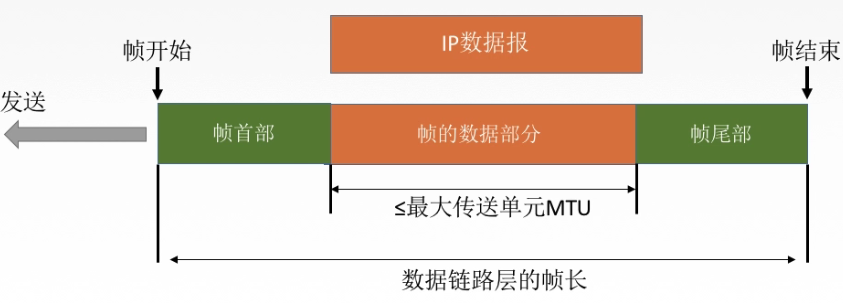 IP数据报
帧开始
帧结束
发送
帧首部
帧的数据部分
帧尾部
≤最大传送单元MTU
数据链路层的帧长